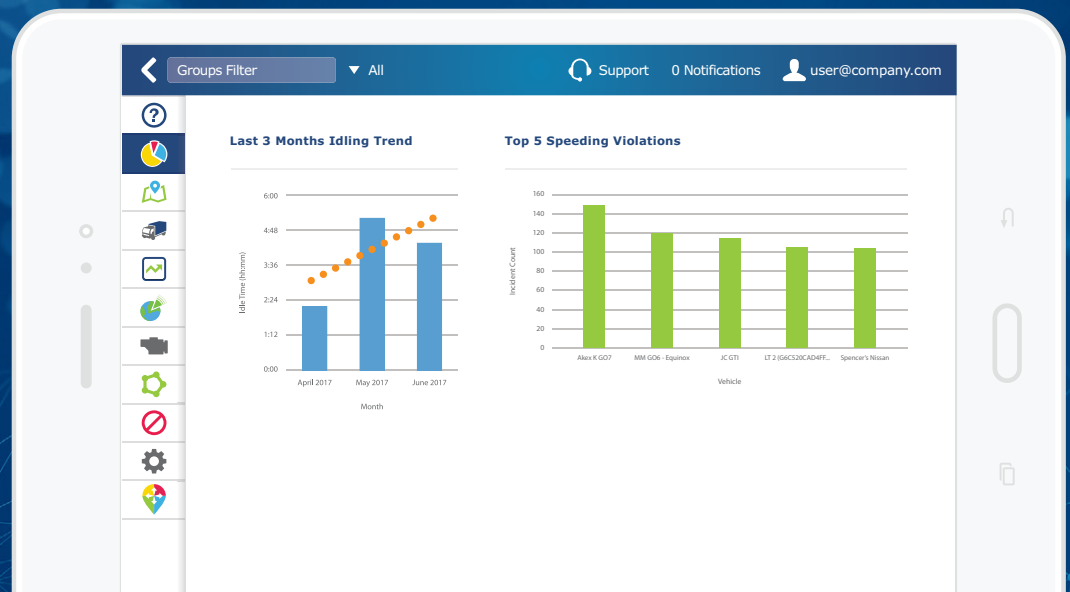 Groups Filter
All
Support
0 Notifications
user@company.com
?
Last 3 Months Idling Trend
Idle Time (hh:mm)
6:00
4:48
3:36
2:24
1:12
0:00
April 2017
May 2017
June 2017
Month
Top 5 Speeding Violations
Incident Count
160
140
120
100
80
60
40
20
0
Akex K GO7
MM GO6 - Equinox
JC GTI
LT 2 (G6C520CAD4FF...
Spencer's Nissan
Vehicle